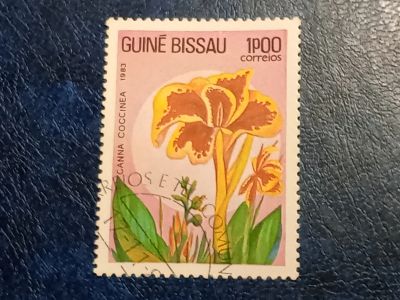 GUINÉ BISSAU 1P00
correios
CANNA COCCINEA 1983